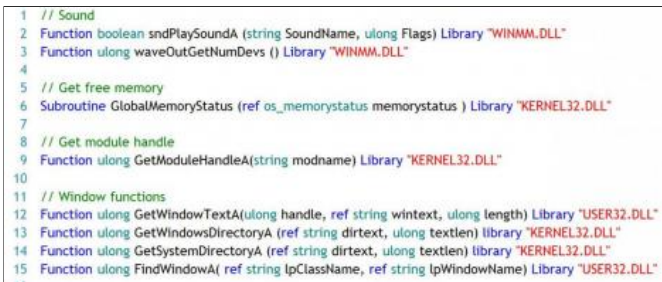 1 // Sound
2 Function boolean sndPlaySoundA (string SoundName, ulong Flags) Library "WINMM.DLL"
3 Function ulong waveOutGetNumDevs () Library "WINMM.DLL"
4
5 // Get free memory
6 Subroutine GlobalMemoryStatus (ref os_memorystatus memorystatus ) Library "KERNEL32.DLL"
7
8 // Get module handle
9 Function ulong GetModuleHandleA(string modname) Library "KERNEL32.DLL"
10
11 // Window functions
12 Function ulong GetWindowTextA(ulong handle, ref string wintext, ulong length) Library "USER32.DLL"
13 Function ulong GetWindowsDirectoryA (ref string dirtext, ulong textlen) library "KERNEL32.DLL"
14 Function ulong GetSystemDirectoryA (ref string dirtext, ulong textlen) library "KERNEL32.DLL"
15 Function ulong FindWindowA( ref string lpClassName, ref string lpWindowName) Library "USER32.DLL"